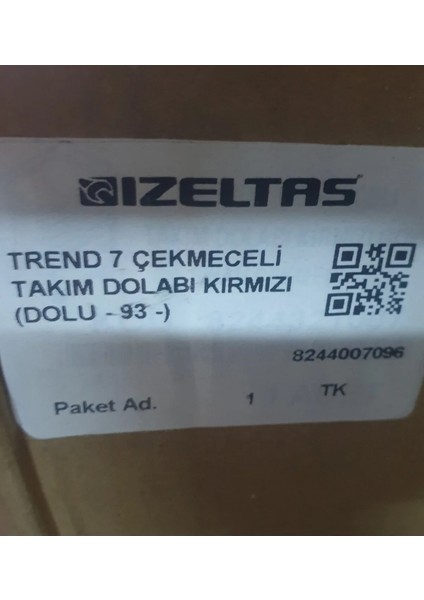 IZELTAS
TREND 7 ÇEKMECELİ
TAKIM DOLABI KIRMIZI
(DOLU - 93 -)
8244007096
Paket Ad. 1 TK